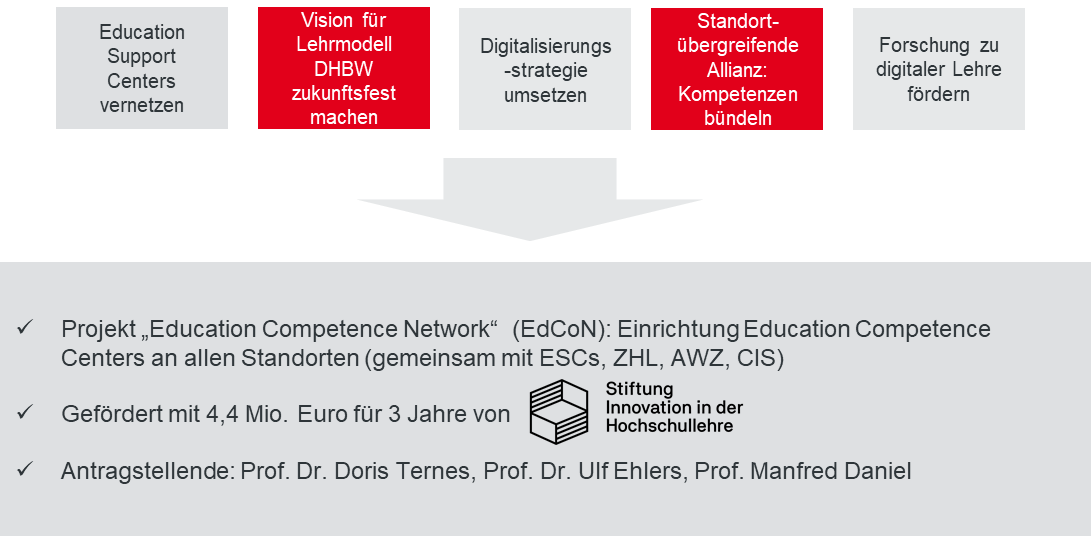 Education
Support
Centers
vernetzen
Vision für
Lehrmodell
DHBW
zukunftsfest
machen
Digitalisierungs
-strategie
umsetzen
Standort-
übergreifende
Allianz:
Kompetenzen
bündeln
Forschung zu
digitaler Lehre
fördern
✓ Projekt „Education Competence Network“ (EdCoN): Einrichtung Education Competence
Centers an allen Standorten (gemeinsam mit ESCs, ZHL, AWZ, CIS)
✓ Gefördert mit 4,4 Mio. Euro für 3 Jahre von
Stiftung
Innovation in der
Hochschullehre
✓ Antragstellende: Prof. Dr. Doris Ternes, Prof. Dr. Ulf Ehlers, Prof. Manfred Daniel